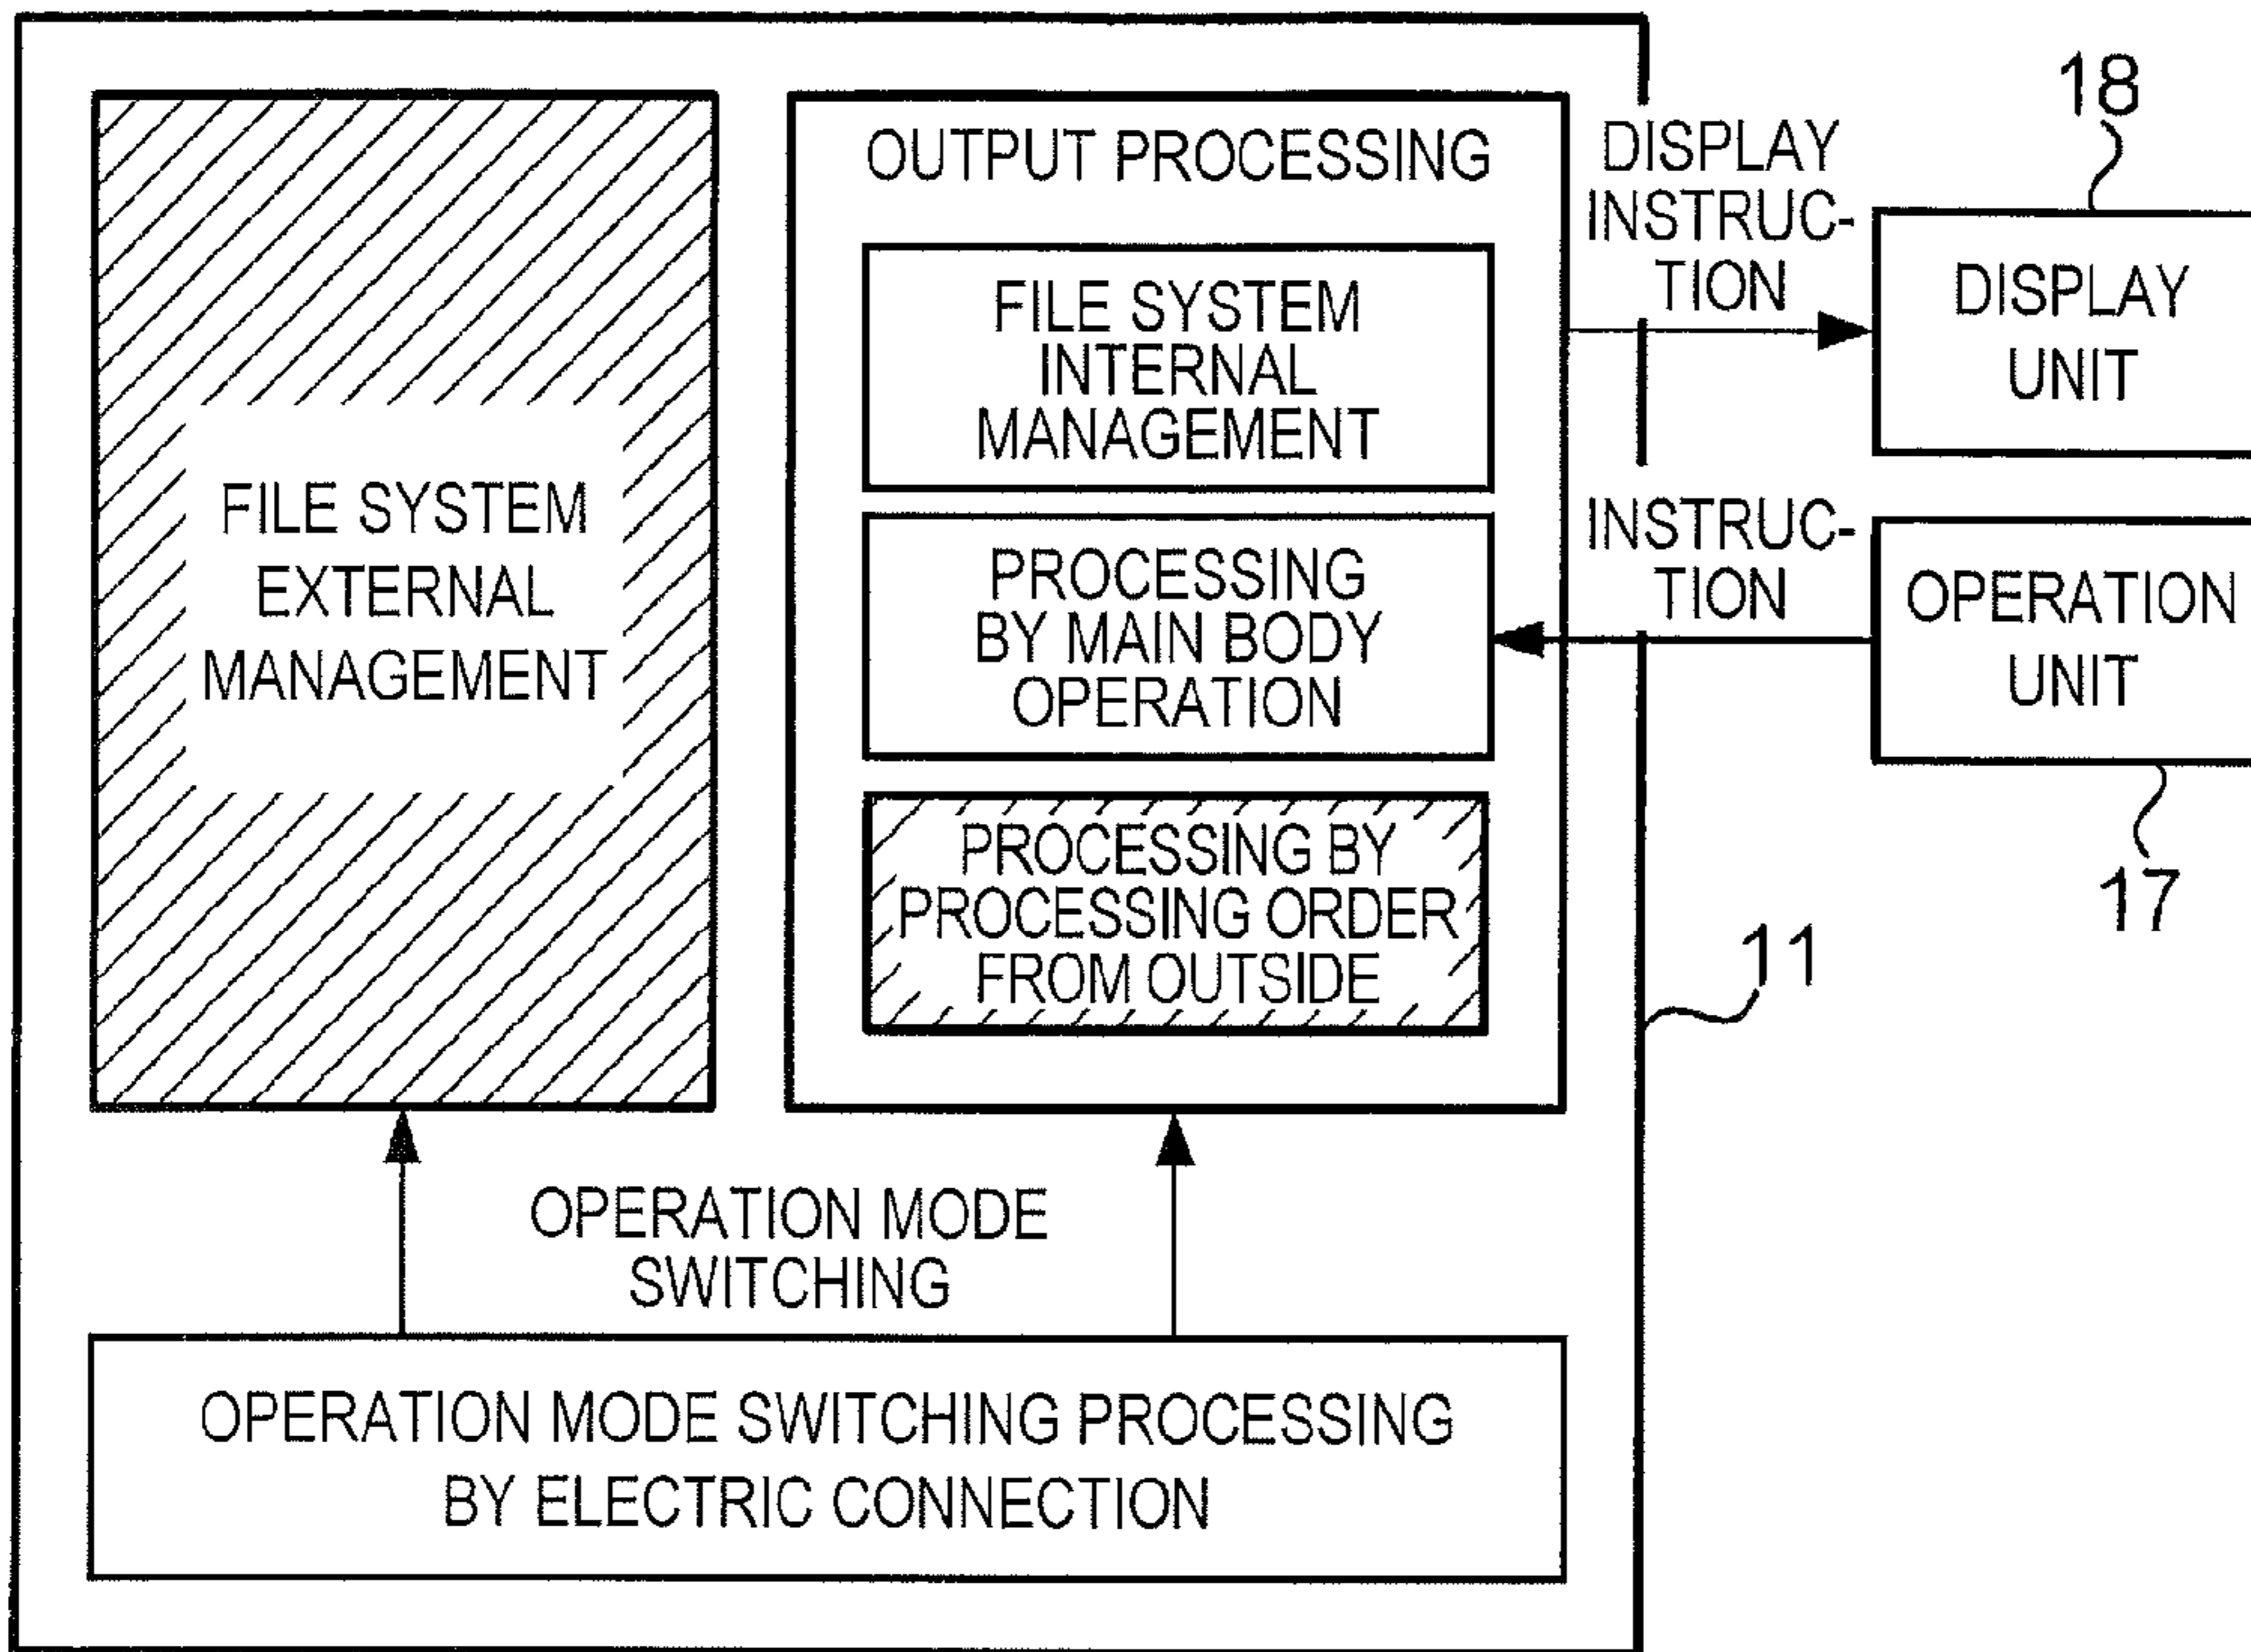 18
OUTPUT PROCESSING
DISPLAY
INSTRUC-
TION
DISPLAY
UNIT
FILE SYSTEM
INTERNAL
MANAGEMENT
FILE SYSTEM
EXTERNAL
MANAGEMENT
PROCESSING
BY MAIN BODY
OPERATION
INSTRUC-
TION
OPERATION
UNIT
PROCESSING BY
PROCESSING ORDER
FROM OUTSIDE
17
11
OPERATION MODE
SWITCHING
OPERATION MODE SWITCHING PROCESSING
BY ELECTRIC CONNECTION